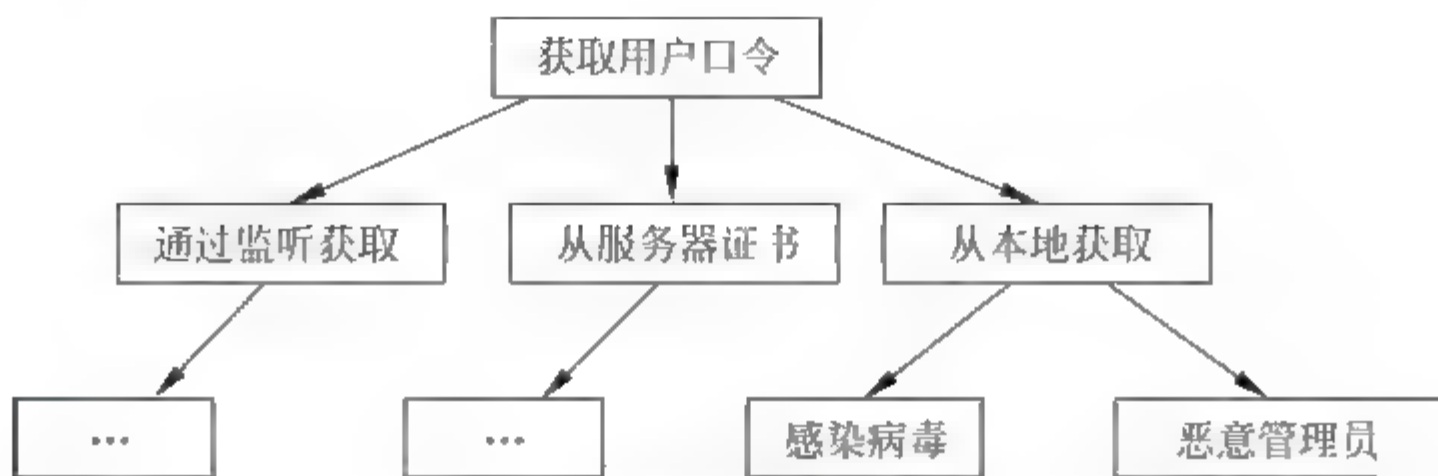 获取用户口令
通过监听获取
从服务器证书
从本地获取
…
…
感染病毒
恶意管理员